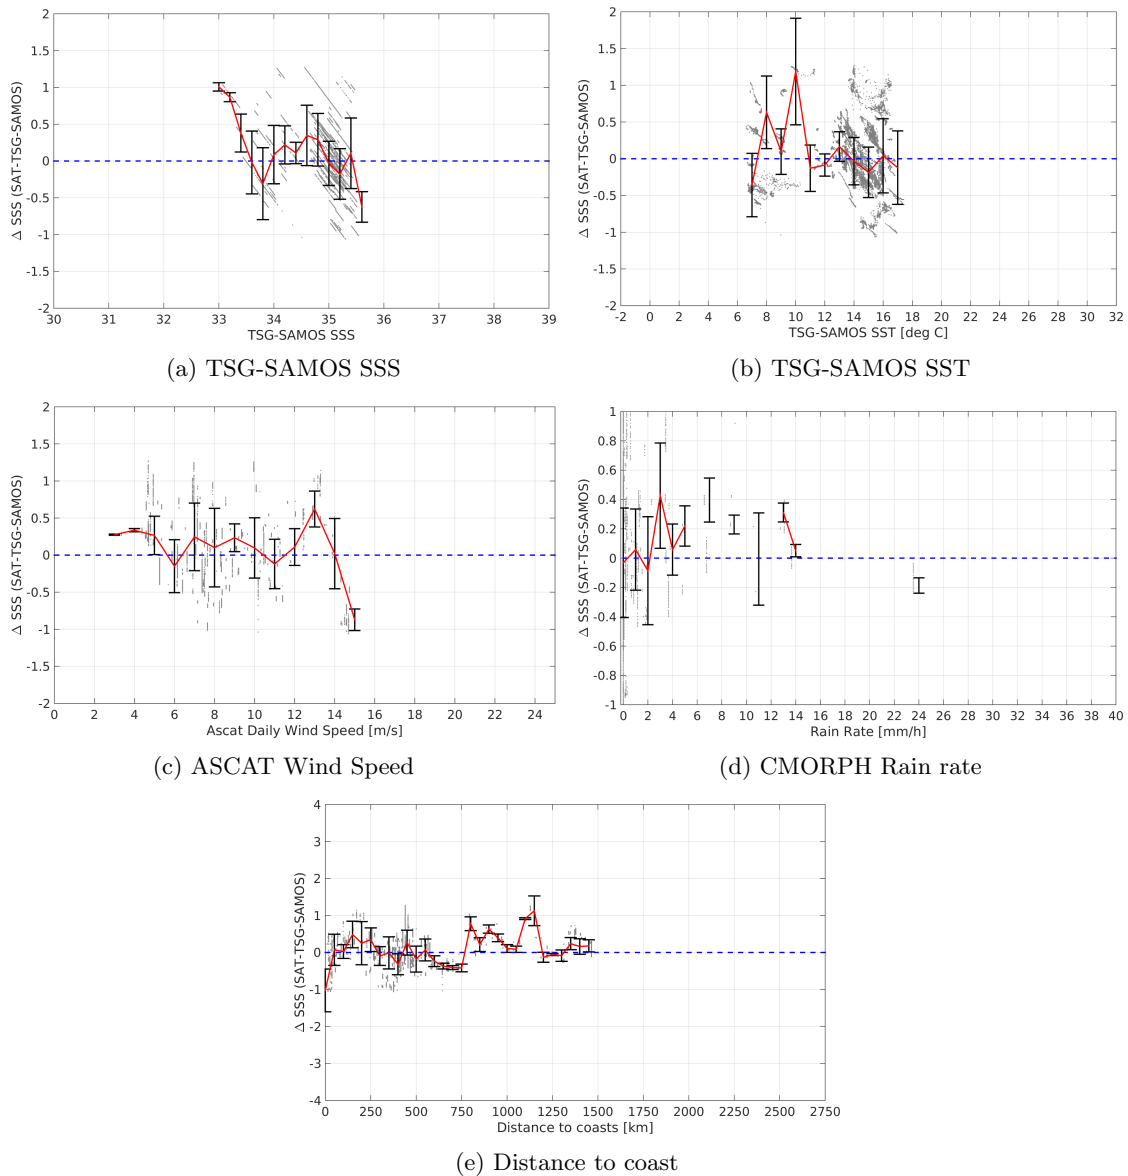 2
1.5
1
0.5
0
-0.5
-1
-1.5
-2
Δ SSS (SAT-TSG-SAMOS)
30 31 32 33 34 35 36 37 38 39
TSG-SAMOS SSS
(a) TSG-SAMOS SSS
2
1.5
1
0.5
0
-0.5
-1
-1.5
-2
Δ SSS (SAT-TSG-SAMOS)
-2 0 2 4 6 8 10 12 14 16 18 20 22 24 26 28 30 32
TSG-SAMOS SST [deg C]
(b) TSG-SAMOS SST
2
1.5
1
0.5
0
-0.5
-1
-1.5
-2
Δ SSS (SAT-TSG-SAMOS)
0 2 4 6 8 10 12 14 16 18 20 22 24
Ascat Daily Wind Speed [m/s]
(c) ASCAT Wind Speed
1
0.8
0.6
0.4
0.2
0
-0.2
-0.4
-0.6
-0.8
-1
Δ SSS (SAT-TSG-SAMOS)
0 2 4 6 8 10 12 14 16 18 20 22 24 26 28 30 32 34 36 38 40
Rain Rate [mm/h]
(d) CMORPH Rain rate
4
3
2
1
0
-1
-2
-3
-4
Δ SSS (SAT-TSG-SAMOS)
0 250 500 750 1000 1250 1500 1750 2000 2250 2500 2750
Distance to coasts [km]
(e) Distance to coast